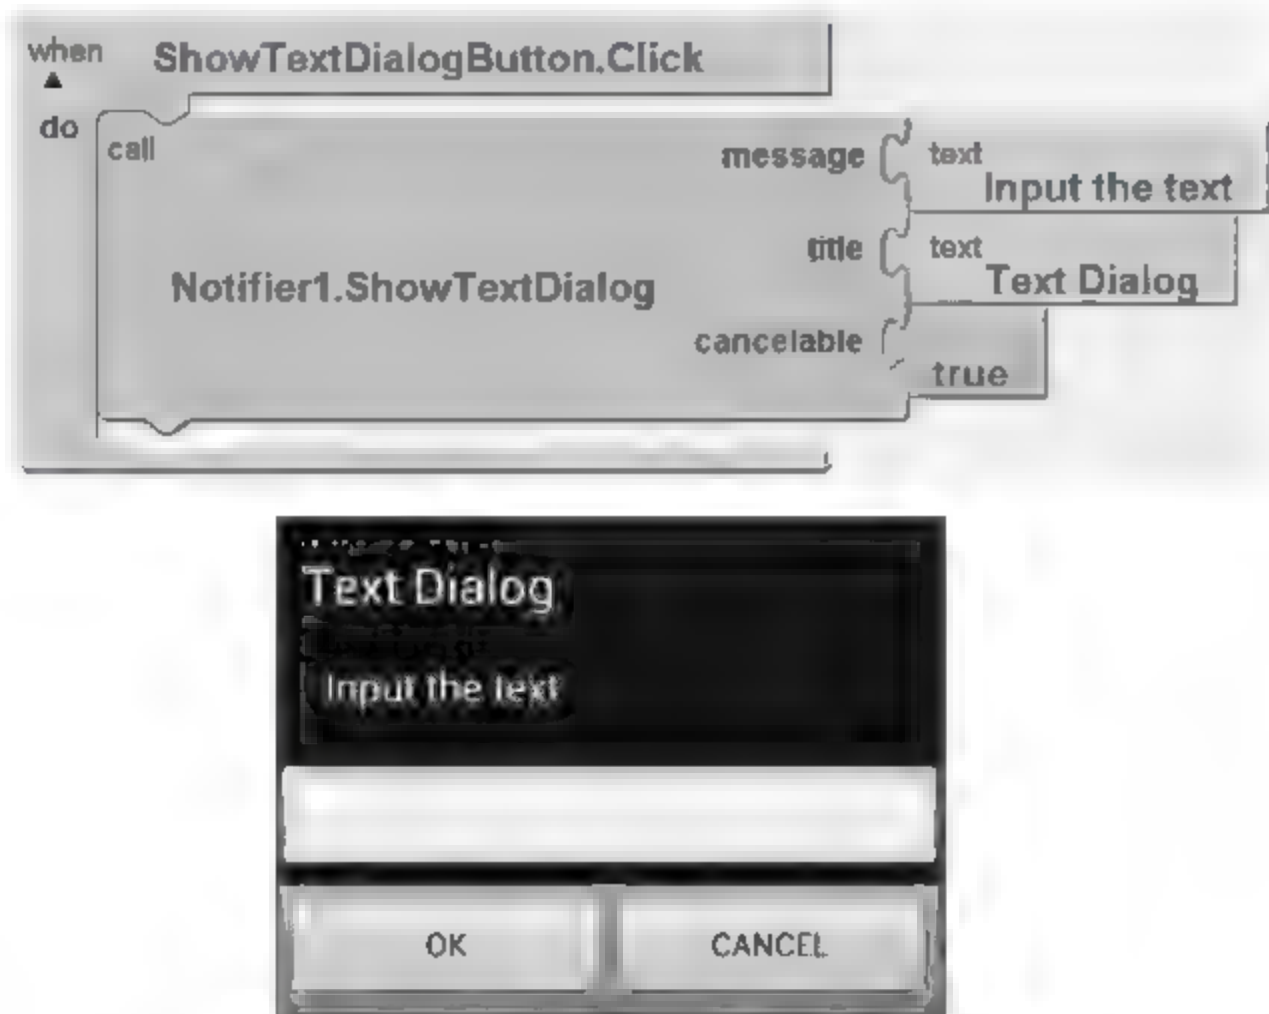 when ShowTextDialogButton.Click
do
call
message text
Input the text
title text
Notifier1.ShowTextDialog
Text Dialog
cancelable
true
Text Dialog
Input the text
OK CANCEL